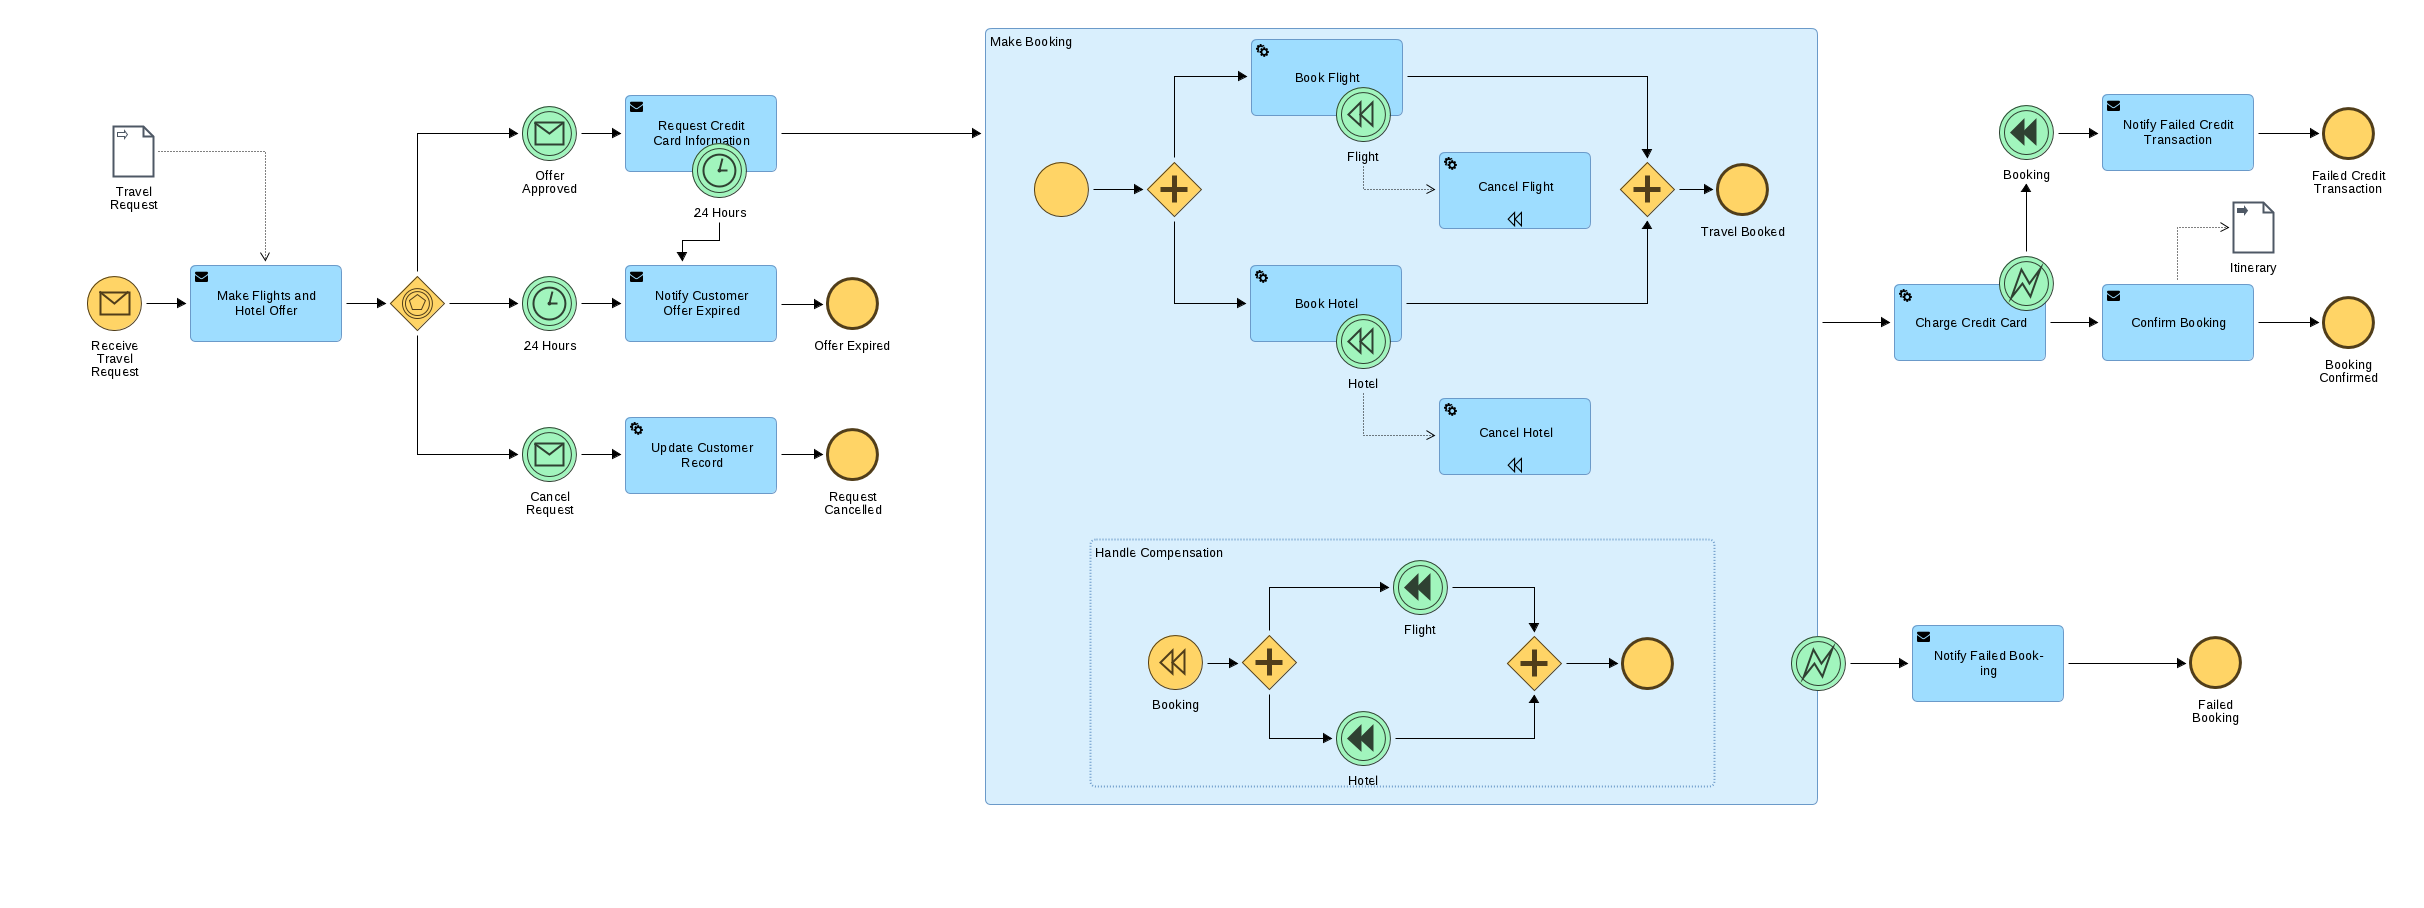 Make Booking
Book Flight
Flight
Cancel Flight
Travel Booked
Book Hotel
Hotel
Cancel Hotel
Handle Compensation
Booking
Flight
Hotel
Travel
Request
Receive
Travel
Request
Make Flights and
Hotel Offer
Offer
Approved
Request Credit
Card Information
24 Hours
24 Hours
Notify Customer
Offer Expired
Offer Expired
Cancel
Request
Update Customer
Record
Request
Cancelled
Booking
Notify Failed Credit
Transaction
Failed Credit
Transaction
Itinerary
Charge Credit Card
Confirm Booking
Booking
Confirmed
Notify Failed Book-
ing
Failed
Booking